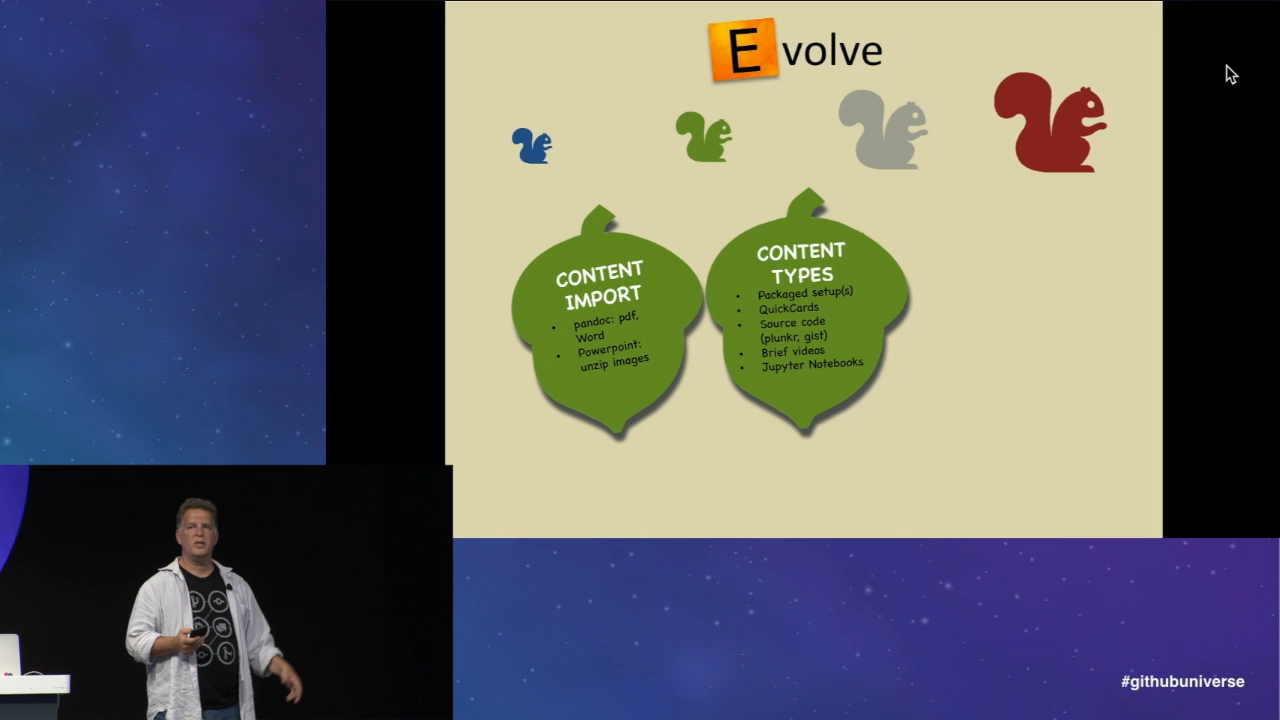 Evolve
CONTENT
IMPORT
• pandoc: pdf,
Word
• Powerpoint:
unzip images
CONTENT
TYPES
• Packaged setup(s)
• QuickCards
• Source code
(plunkr, gist)
• Brief videos
• Jupyter Notebooks
#githubuniverse